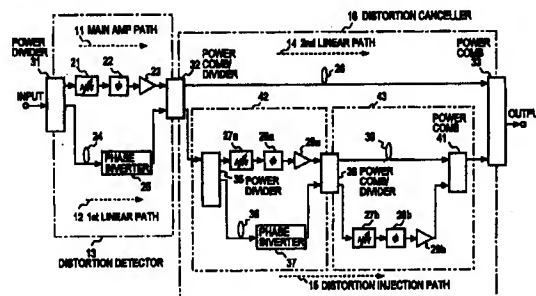 16 DISTORTION CANCELLER
POWER DIVIDER
31
11 MAIN AMP PATH
14 2nd LINEAR PATH
POWER COMB
33
21
22
23
32
POWER COMB/ DIVIDER
26
INPUT
OUTPUT
42
43
24
PHASE INVERTER
25
27a
28a
29a
39
POWER COMB
41
35
POWER DIVIDER
38
POWER COMB/ DIVIDER
12 1st LINEAR PATH
36
PHASE INVERTER
37
27b
28b
29b
13
DISTORTION DETECTOR
15 DISTORTION INJECTION PATH